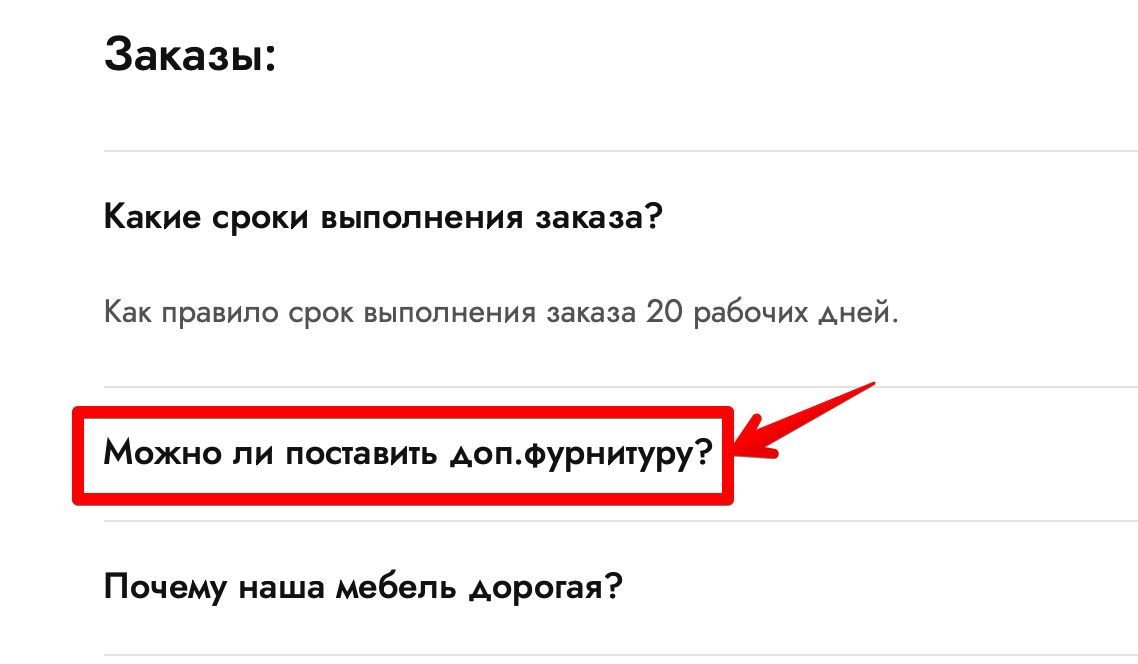 Заказы:
Какие сроки выполнения заказа?
Как правило срок выполнения заказа 20 рабочих дней.
Можно ли поставить доп.фурнитуру?
Почему наша мебель дорогая?